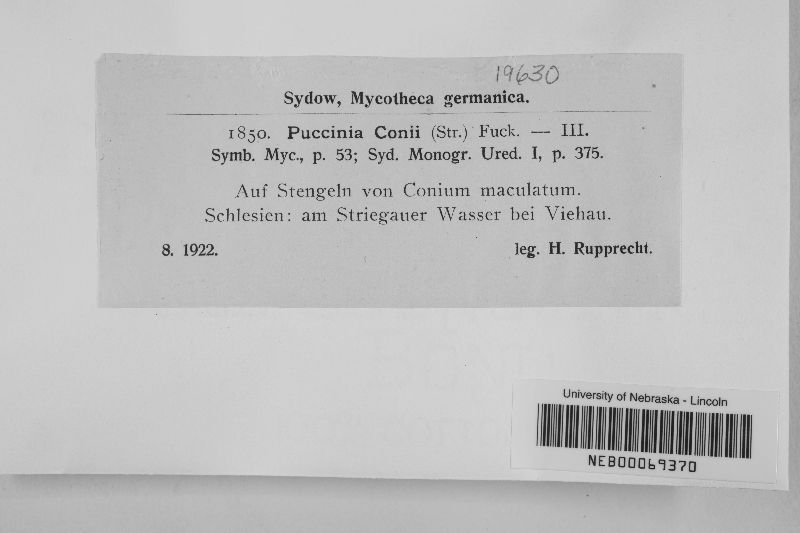 19630
Sydow, Mycotheca germanica.
1850. Puccinia Conii (Str.) Fuck. — III.
Symb. Myc., p. 53; Syd. Monogr. Ured. I, p. 375.
Auf Stengeln von Conium maculatum.
Schlesien: am Striegauer Wasser bei Viehau.
8. 1922. leg. H. Rupprecht.
University of Nebraska - Lincoln
NEB00069370